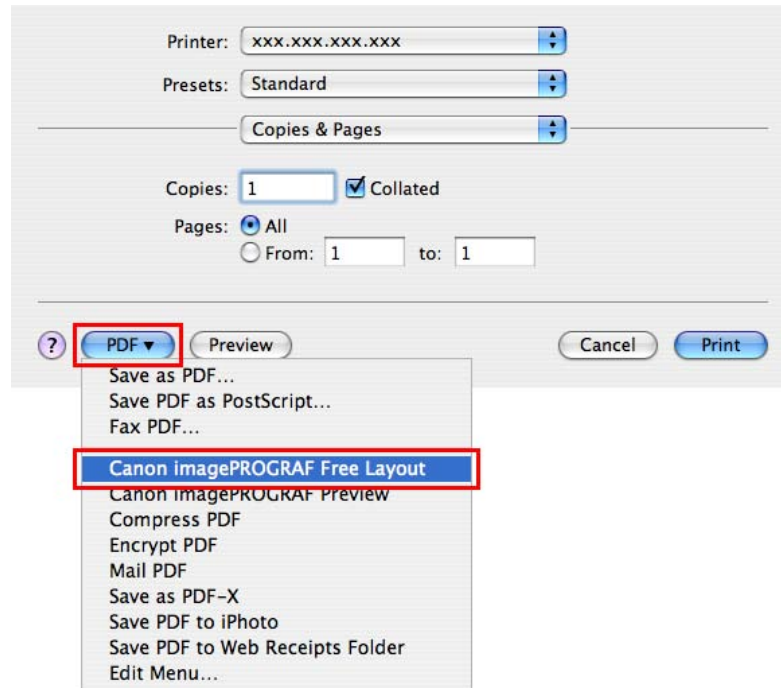 Printer: xxx.xxx.xxx.xxx
Presets: Standard
Copies & Pages
Copies: 1 Collated
Pages: All
From: 1 to: 1
? PDF Preview Cancel Print
Save as PDF...
Save PDF as PostScript...
Fax PDF...
Canon imagePROGRAF Free Layout
Canon imagePROGRAF Preview
Compress PDF
Encrypt PDF
Mail PDF
Save as PDF-X
Save PDF to iPhoto
Save PDF to Web Receipts Folder
Edit Menu...